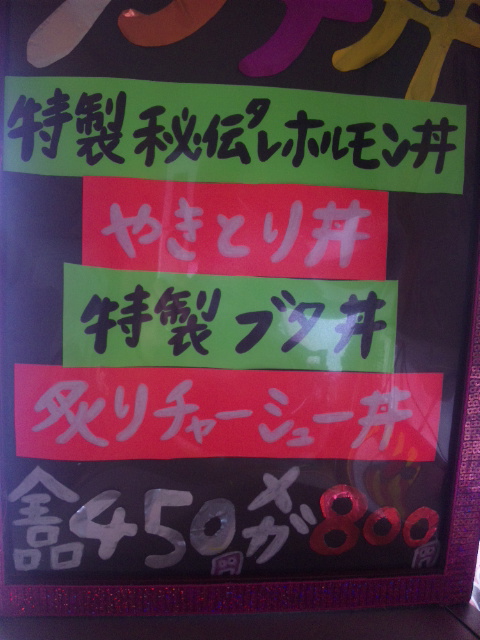 特製秘伝タレホルモン丼
やきとり丼
特製ブタ丼
炙りチャーシュー丼
全品450円 メガ800円